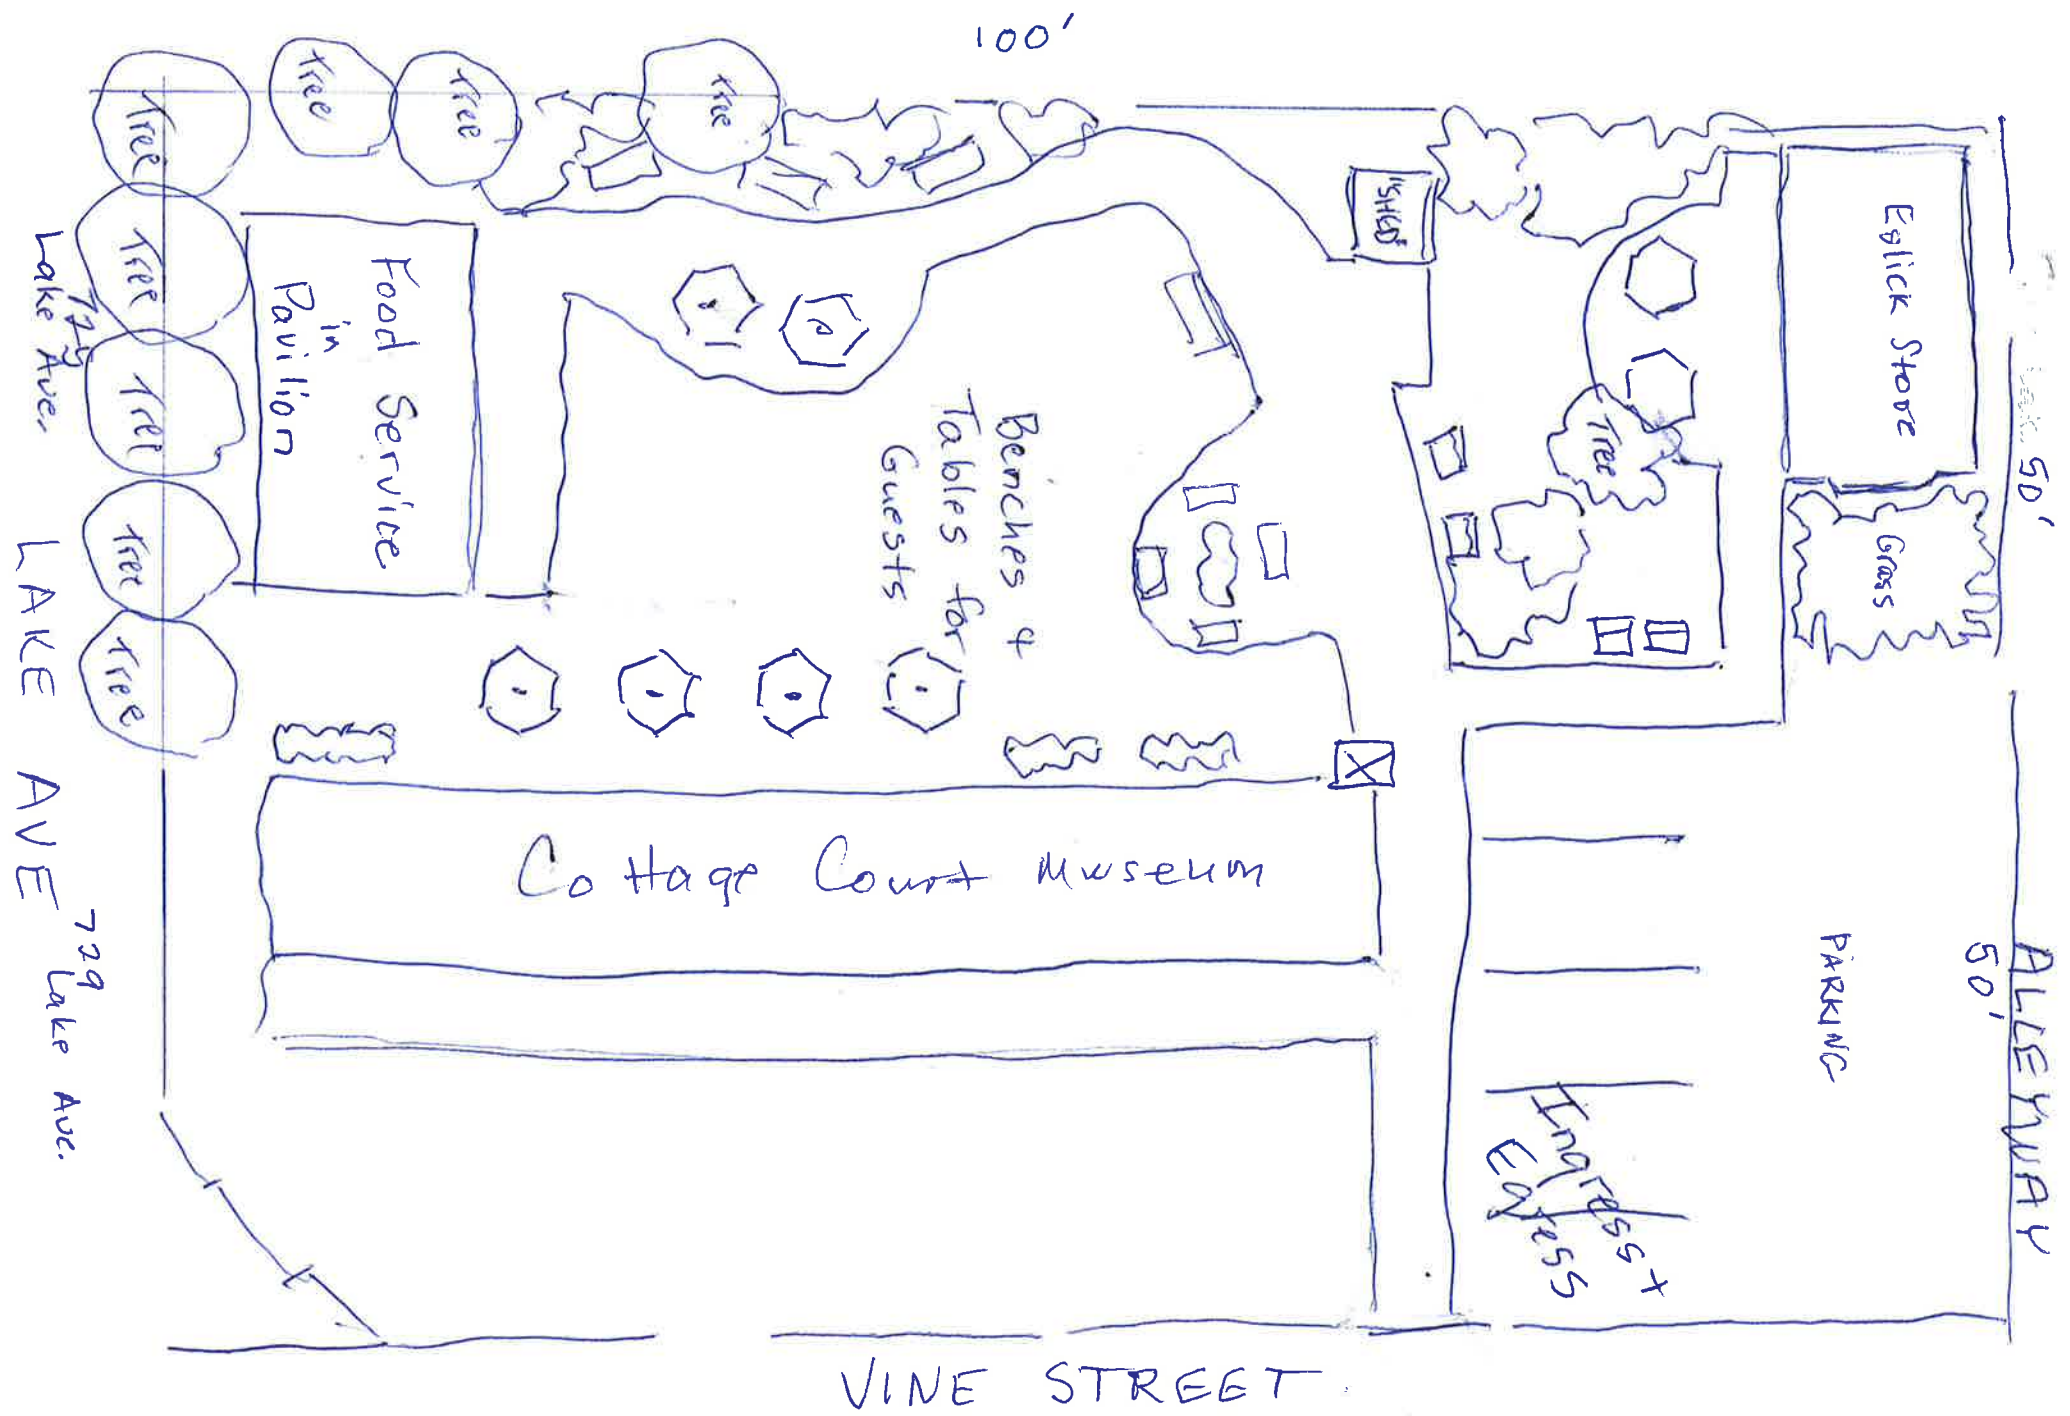 100'
Tree
Tree
Tree
Tree
Tree
Tree
Tree
Tree
725
Lake Ave.
Food Service
in
Pavilion
"SHED"
Eslick Store
50'
Tree
Grass
Benches &
Tables for
Guests
LAKE AVE
729
Lake Ave.
Cottage Court Museum
PARKING
50'
ALLEYWAY
Ingress +
Egress
VINE STREET